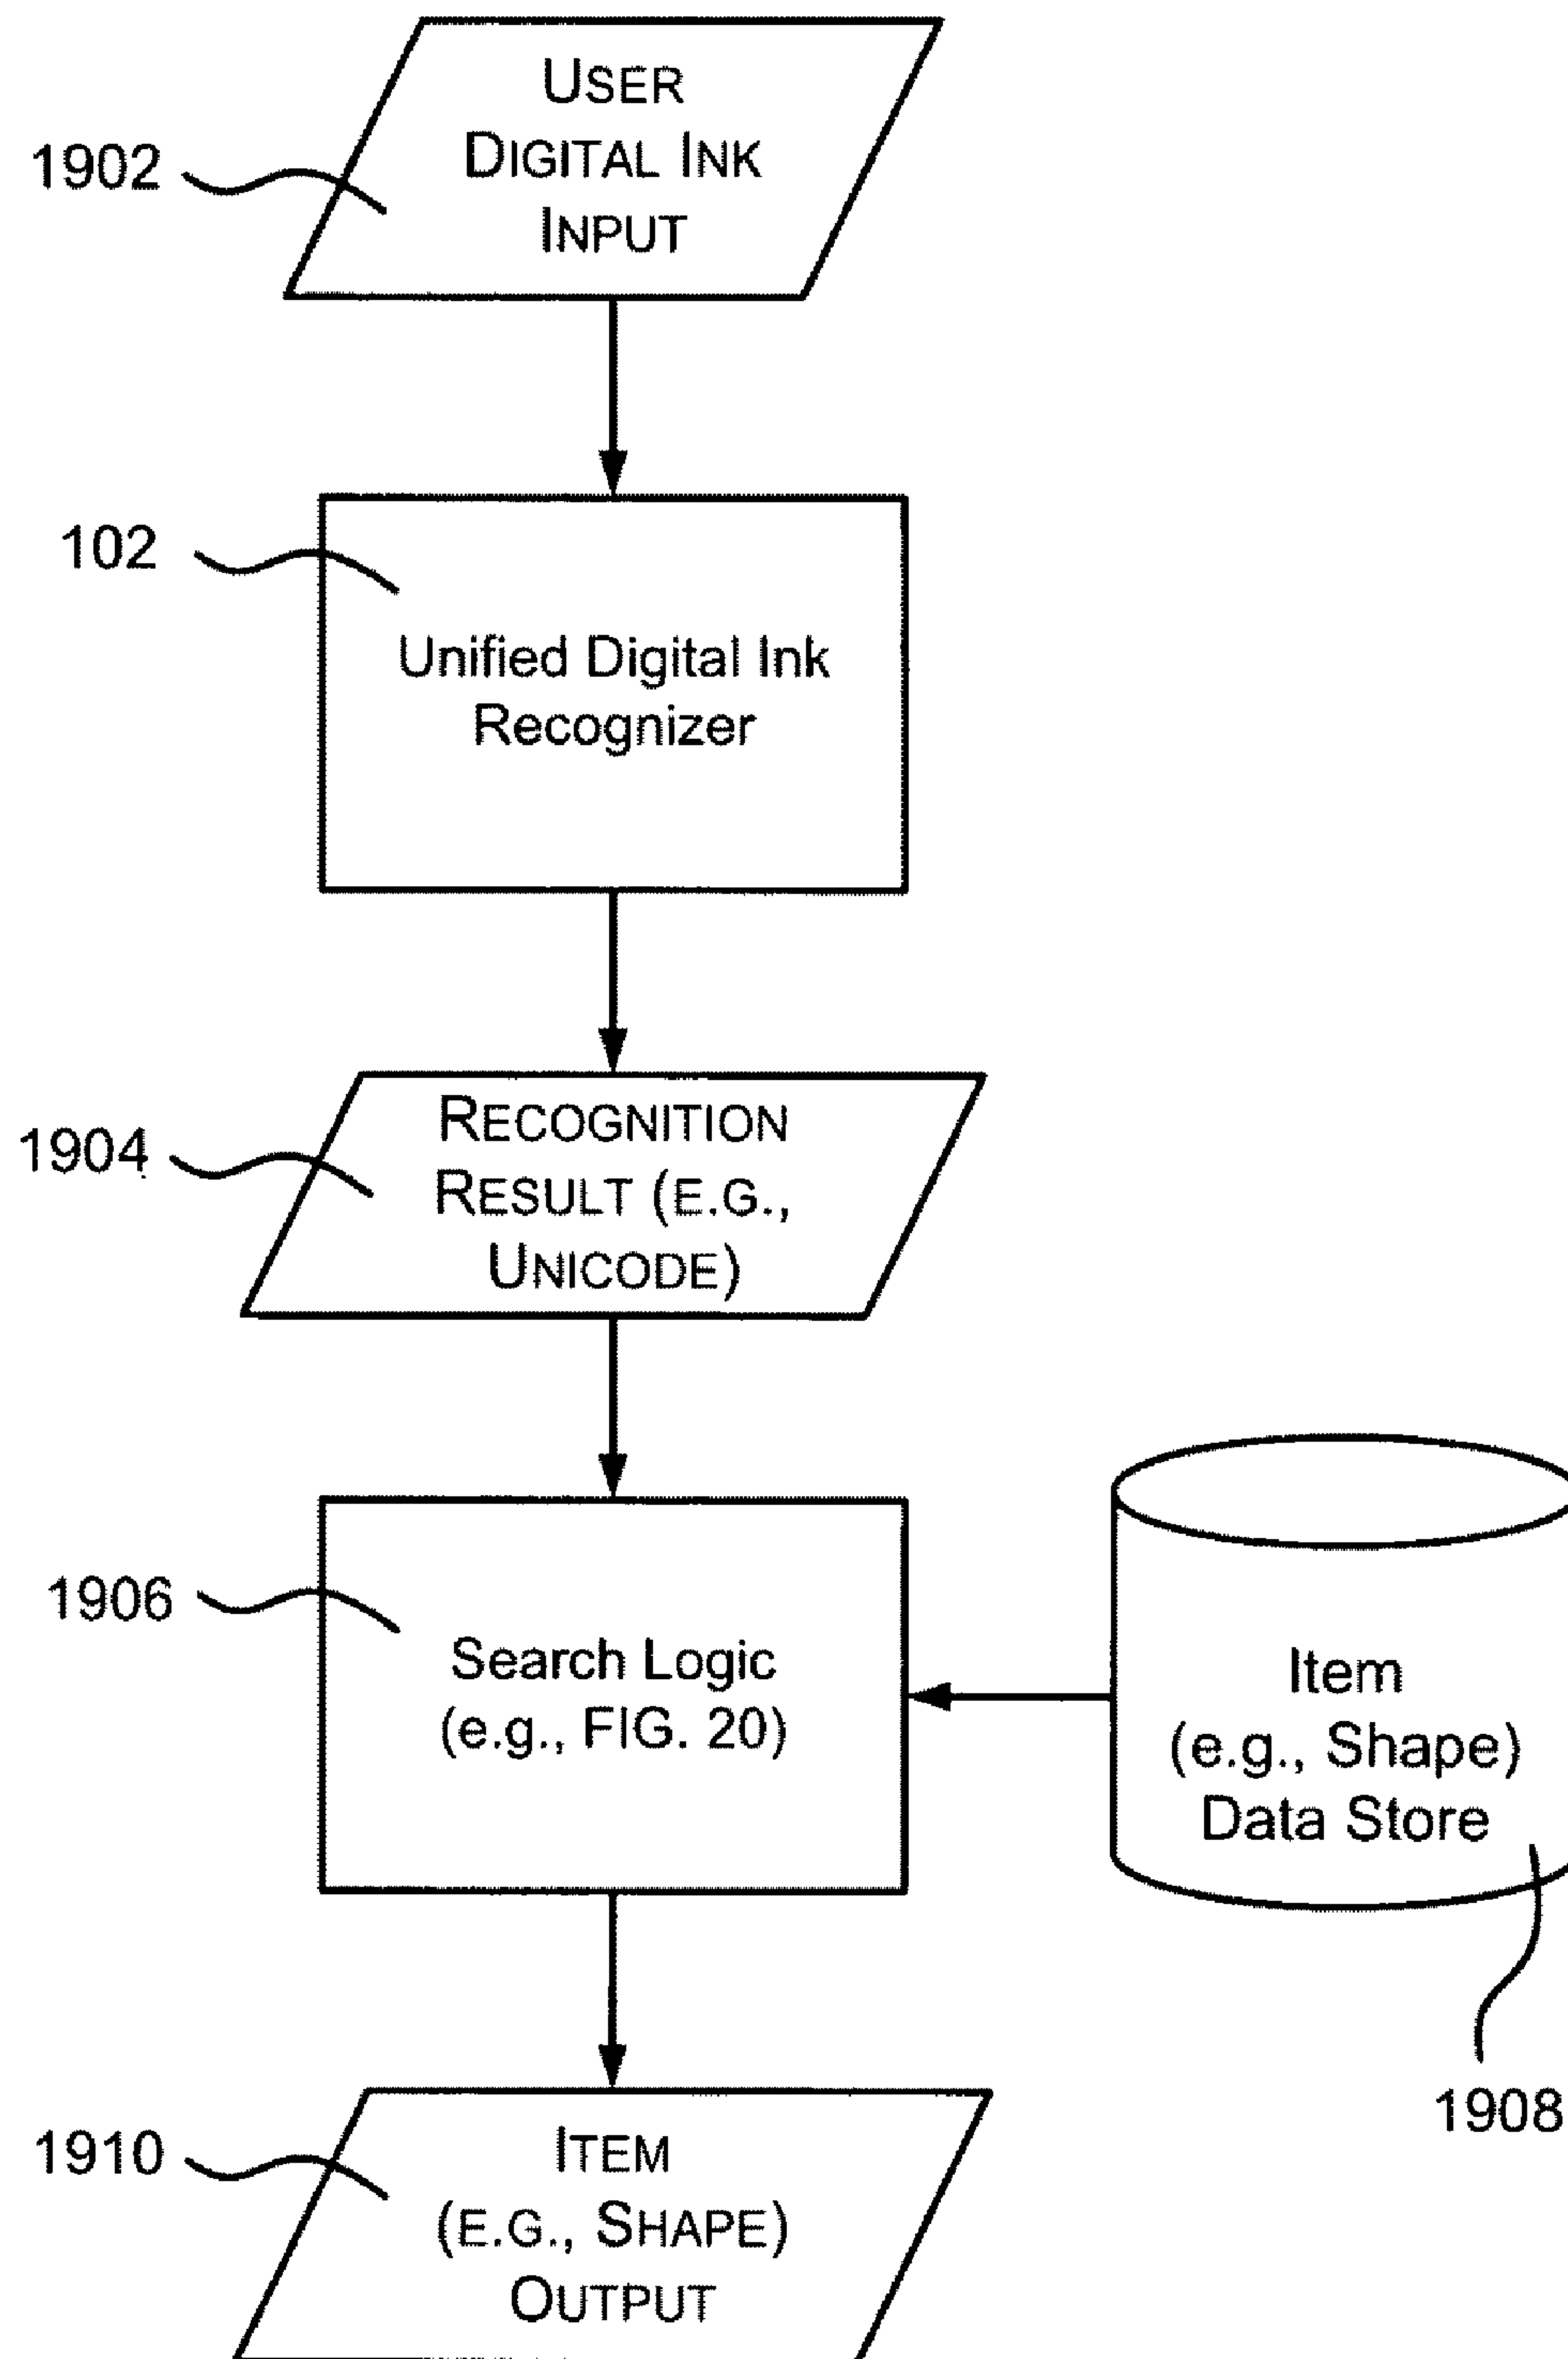 1902
USER
DIGITAL INK
INPUT
102
Unified Digital Ink
Recognizer
1904
RECOGNITION
RESULT (E.G.,
UNICODE)
1906
Search Logic
(e.g., FIG. 20)
Item
(e.g., Shape)
Data Store
1908
1910
ITEM
(E.G., SHAPE)
OUTPUT